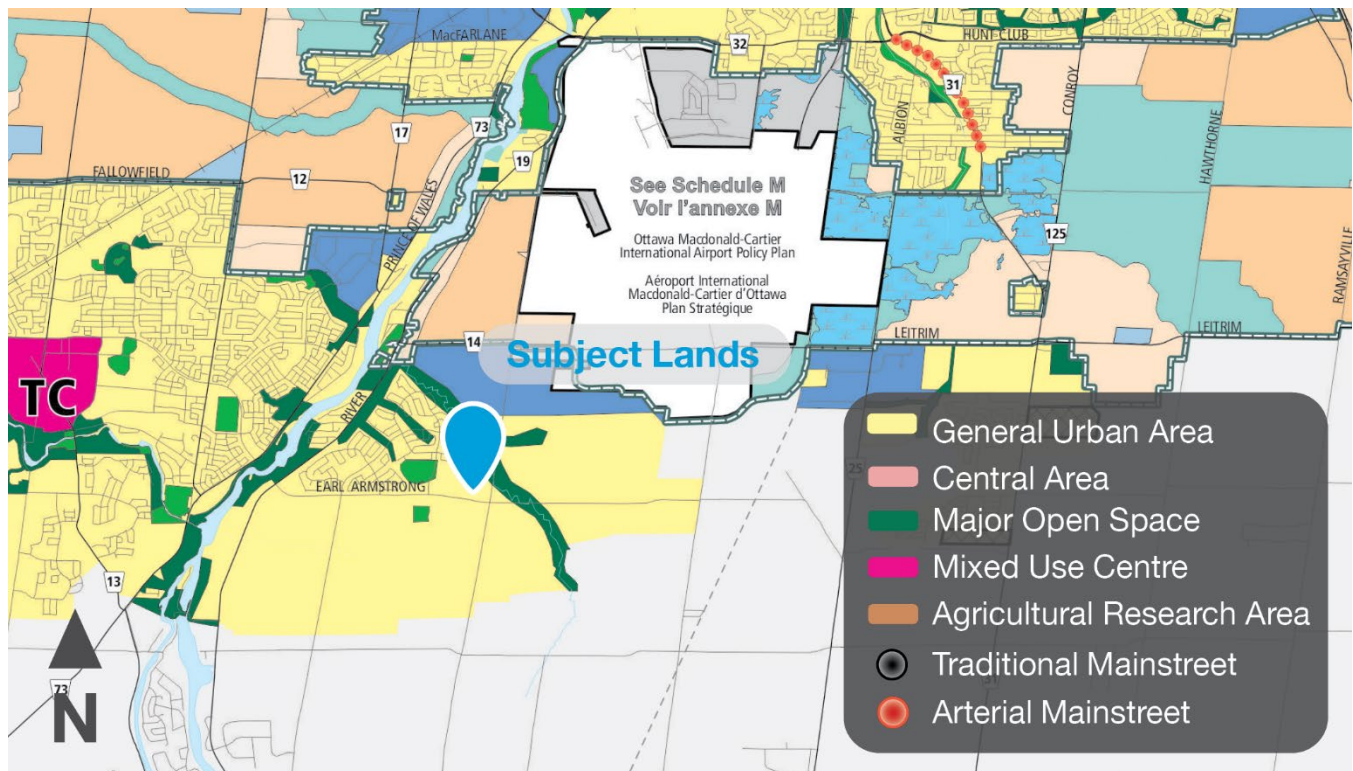 MacFARLANE
32
HUNT CLUB
31
ALBION
CONROY
HAWTHORNE
17
73
19
FALLOWFIELD
12
PRINCE OF WALES
See Schedule M
Voir l'annexe M
Ottawa Macdonald-Cartier
International Airport Policy Plan
Aéroport International
Macdonald-Cartier d'Ottawa
Plan Stratégique
125
RAMSAYVILLE
LEITRIM
LEITRIM
14
Subject Lands
TC
RIVER
EARL ARMSTRONG
13
73
N
25
31
General Urban Area
Central Area
Major Open Space
Mixed Use Centre
Agricultural Research Area
Traditional Mainstreet
Arterial Mainstreet